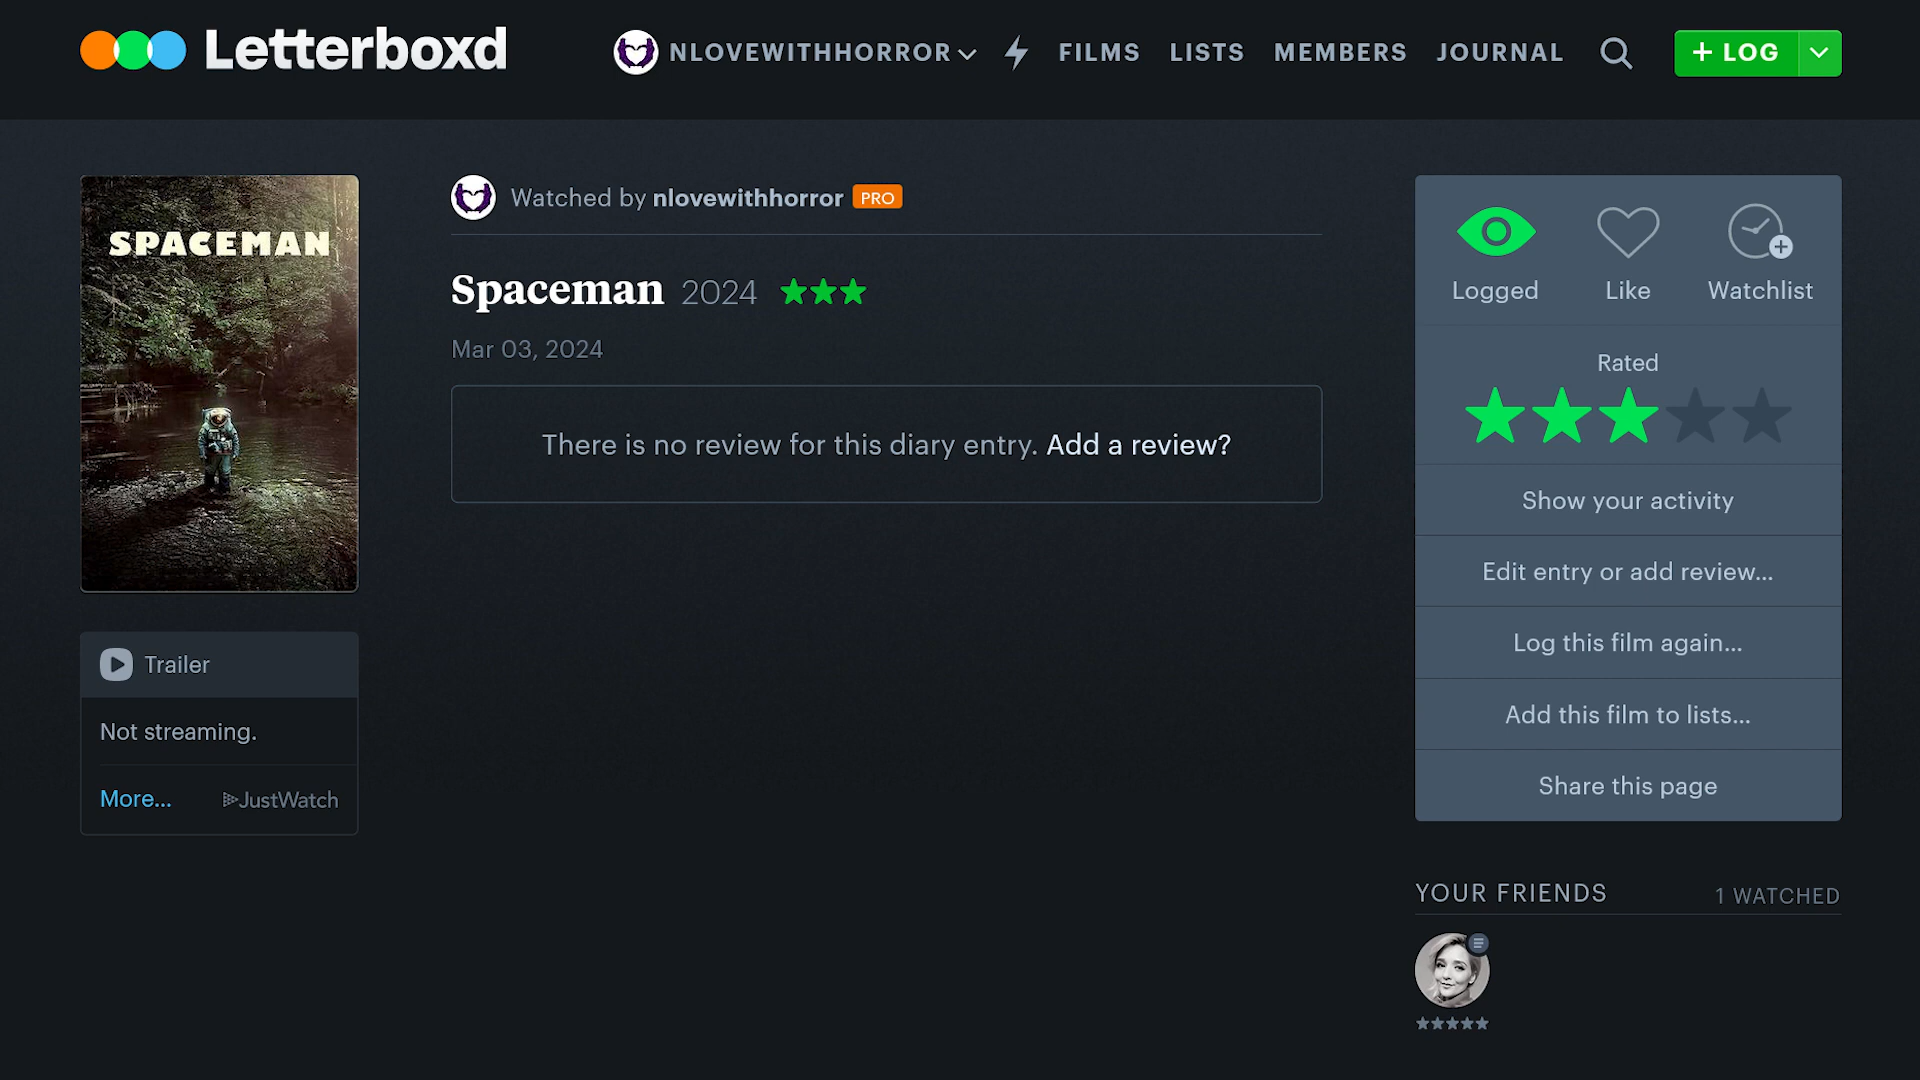 Letterboxd
NLOVEWITHHORROR
FILMS
LISTS
MEMBERS
JOURNAL
+ LOG
SPACEMAN
Watched by nlovewithhorror PRO
Spaceman 2024 ★★★
Mar 03, 2024
There is no review for this diary entry. Add a review?
Trailer
Not streaming.
More…
JustWatch
Logged
Like
Watchlist
Rated
Show your activity
Edit entry or add review…
Log this film again…
Add this film to lists…
Share this page
YOUR FRIENDS
1 WATCHED
★★★★★